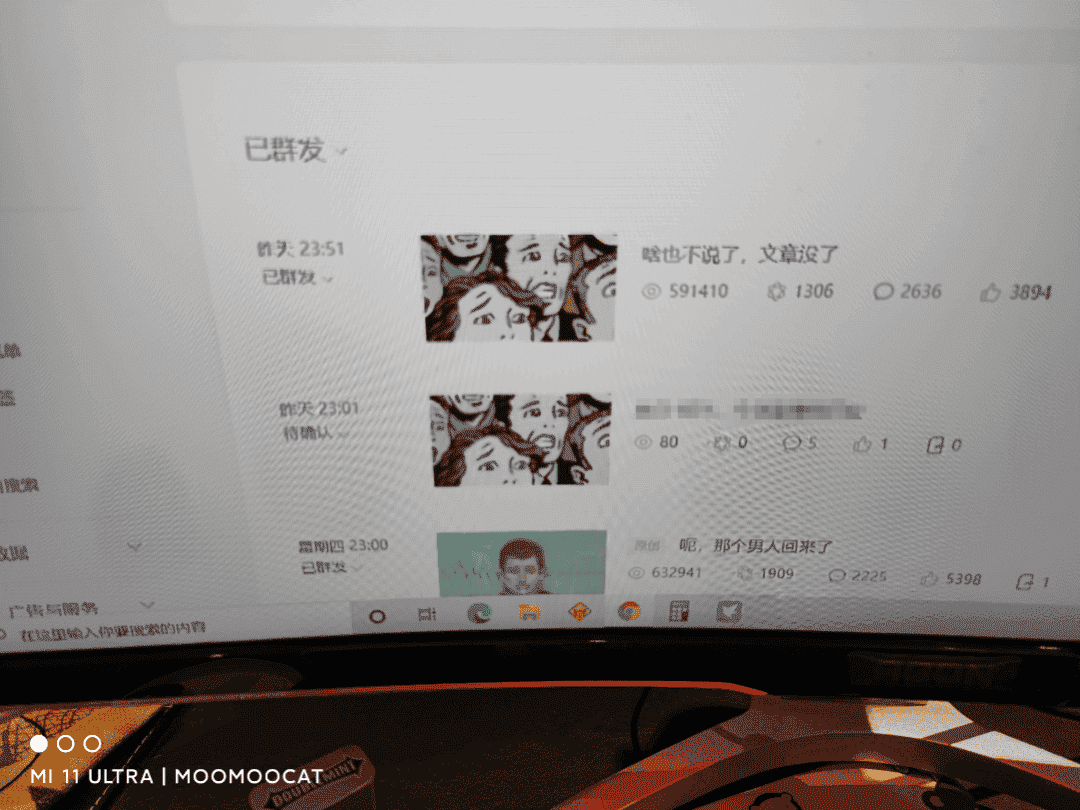 已群发
昨天 23:51
已群发
啥也不说了，文章没了
591410 1306 2636 3894
昨天 23:01
待确认
80 0 5 1 0
星期四 23:00
已群发
原创 呃，那个男人回来了
632941 1909 2225 5398 1
搜索
广告与服务
在这里输入你要搜索的内容
DOUBLEMINT
MI 11 ULTRA | MOOMOOCAT